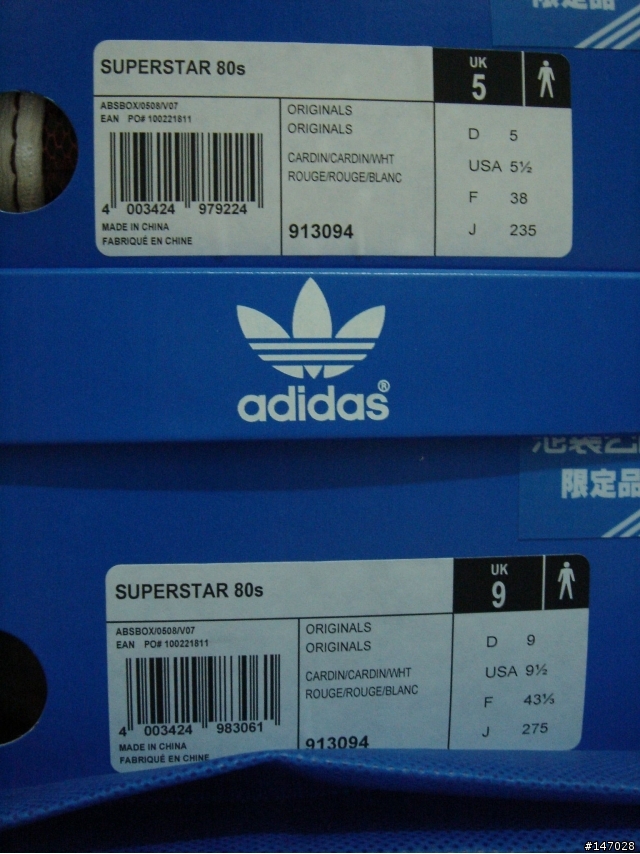 限定品
SUPERSTAR 80s
UK
5
ABSBOX/0508/V07
EAN PO# 100221811
4 003424 979224
MADE IN CHINA
FABRIQUÉ EN CHINE
ORIGINALS
ORIGINALS
CARDIN/CARDIN/WHT
ROUGE/ROUGE/BLANC
913094
D 5
USA 5½
F 38
J 235
adidas®
限定品
SUPERSTAR 80s
UK
9
ABSBOX/0508/V07
EAN PO# 100221811
4 003424 983061
MADE IN CHINA
FABRIQUÉ EN CHINE
ORIGINALS
ORIGINALS
CARDIN/CARDIN/WHT
ROUGE/ROUGE/BLANC
913094
D 9
USA 9½
F 43⅓
J 275
#147028